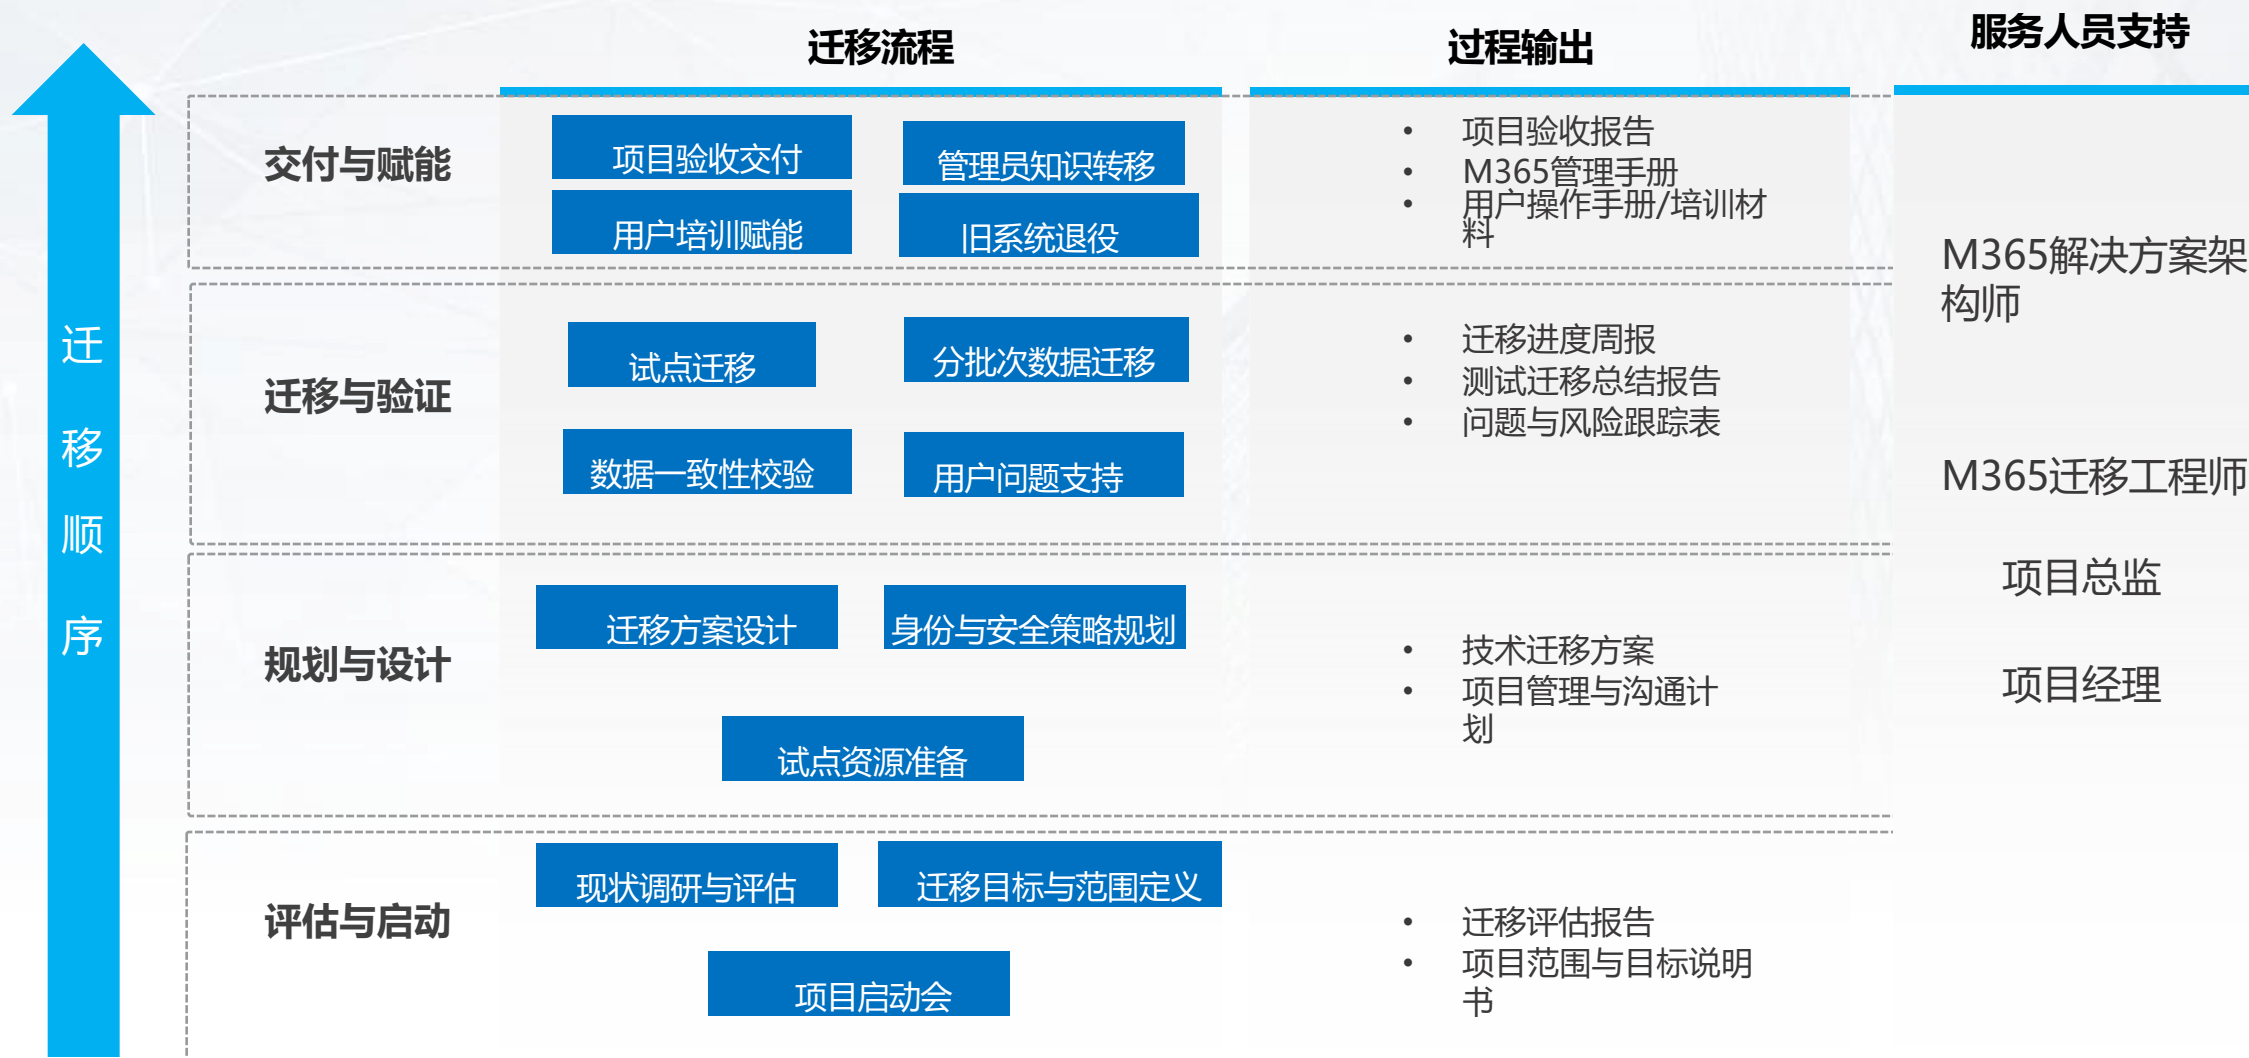 迁移流程
过程输出
服务人员支持
迁
移
顺
序
交付与赋能
项目验收交付
管理员知识转移
用户培训赋能
旧系统退役
• 项目验收报告
• M365管理手册
• 用户操作手册/培训材
料
迁移与验证
试点迁移
分批次数据迁移
数据一致性校验
用户问题支持
• 迁移进度周报
• 测试迁移总结报告
• 问题与风险跟踪表
规划与设计
迁移方案设计
身份与安全策略规划
试点资源准备
• 技术迁移方案
• 项目管理与沟通计
划
评估与启动
现状调研与评估
迁移目标与范围定义
项目启动会
• 迁移评估报告
• 项目范围与目标说明
书
M365解决方案架
构师
M365迁移工程师
项目总监
项目经理